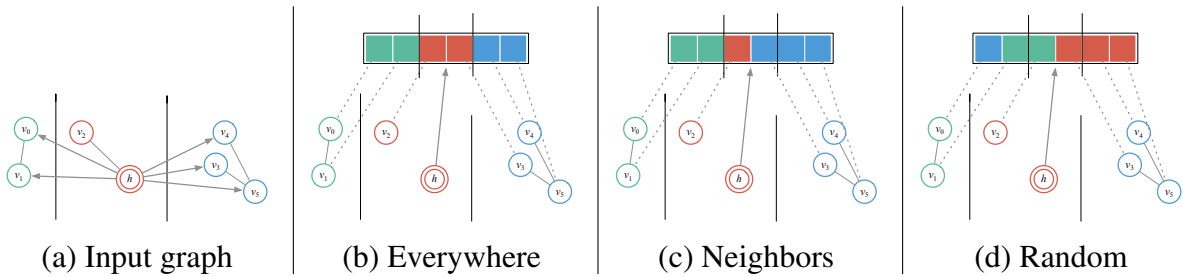 v0 v2 v4
v1 h v3
v5
(a) Input graph
v0 v2 v4
v1 h v3
v5
(b) Everywhere
v0 v2 v4
v1 h v3
v5
(c) Neighbors
v0 v2 v4
v1 h v3
v5
(d) Random